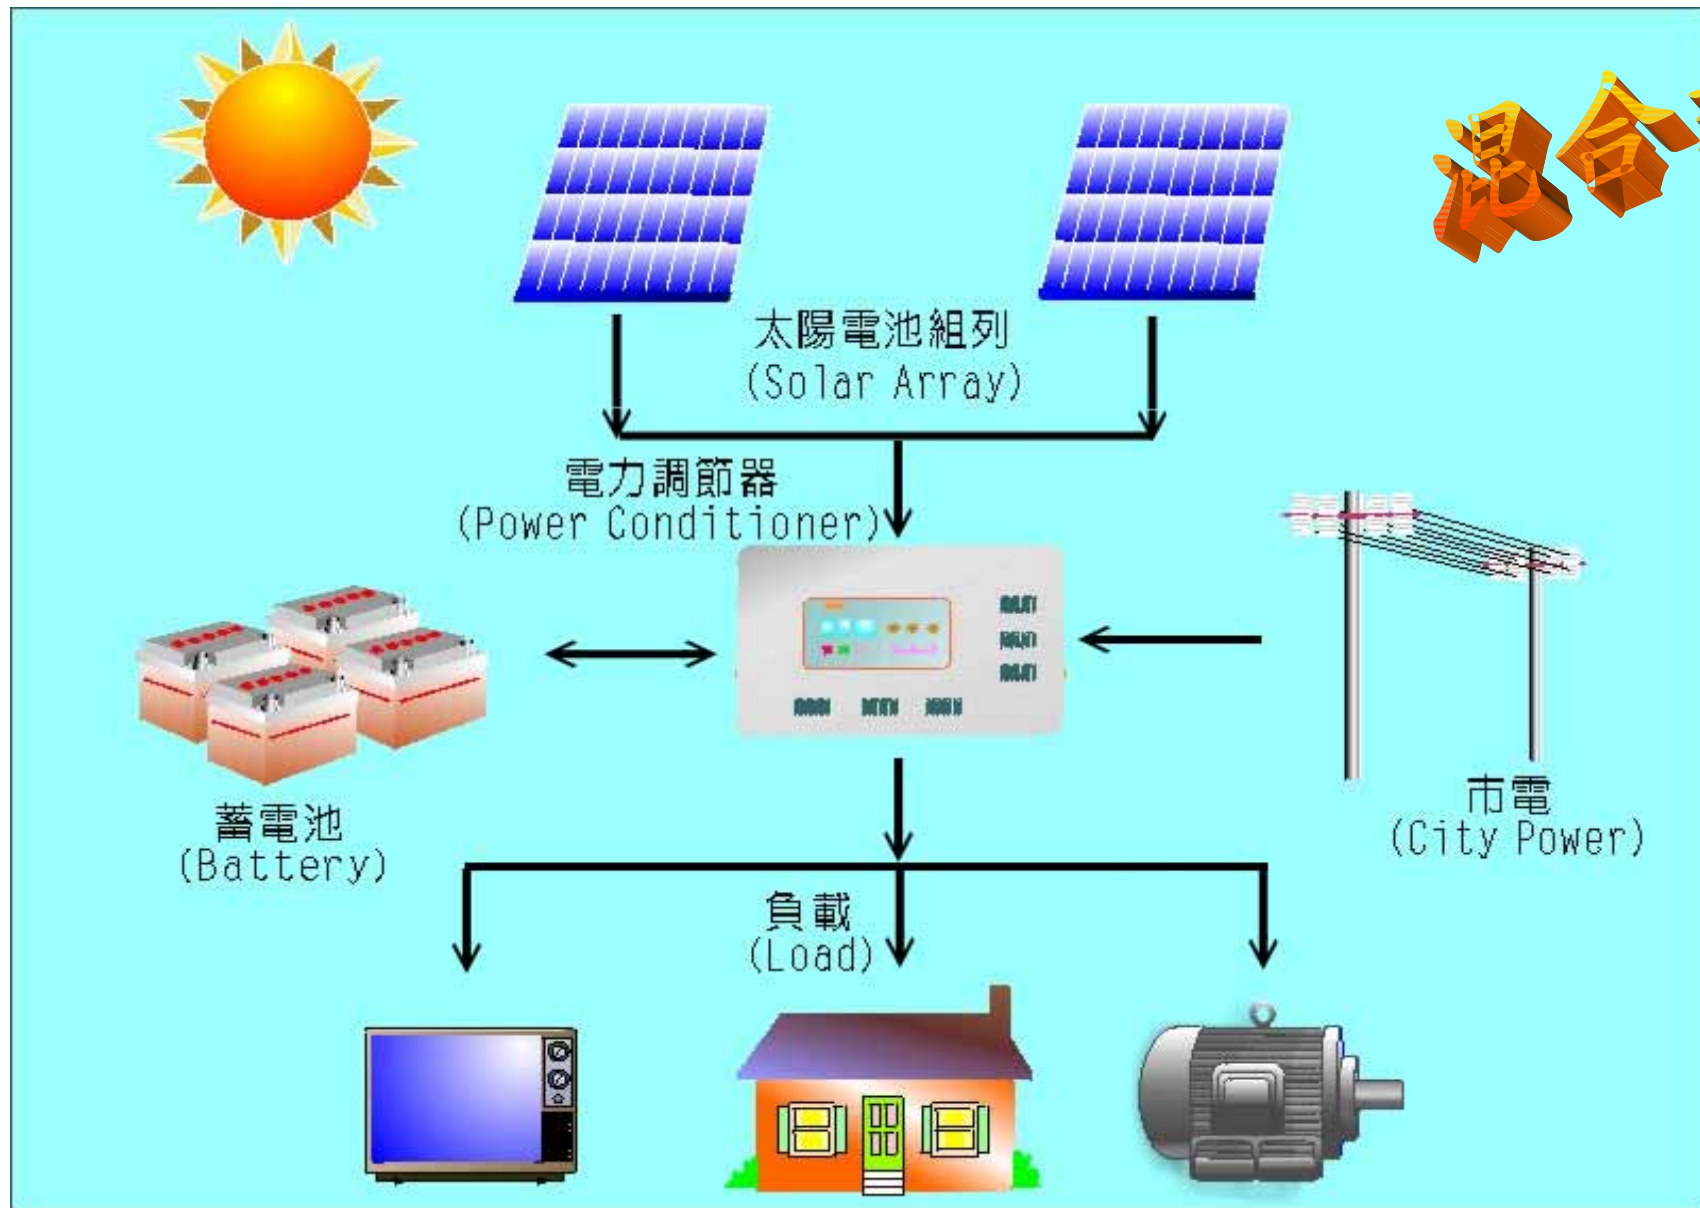 混合
太陽電池組列
(Solar Array)
電力調節器
(Power Conditioner)
市電
(City Power)
蓄電池
(Battery)
負載
(Load)